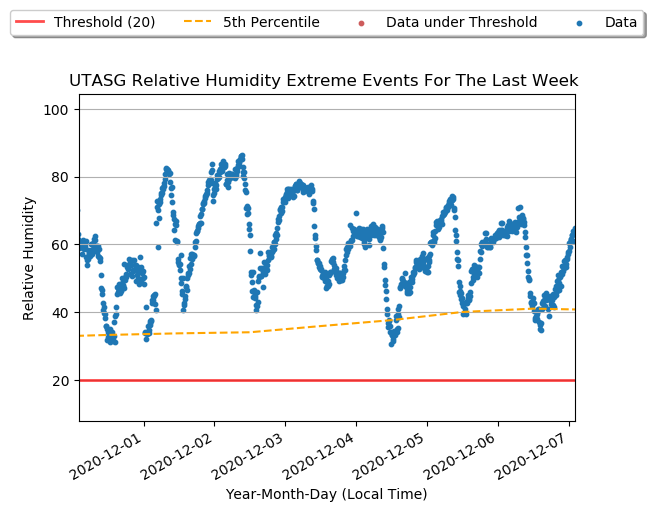 Threshold (20) 5th Percentile Data under Threshold Data
UTASG Relative Humidity Extreme Events For The Last Week
100
80
60
40
20
Relative Humidity
2020-12-01 2020-12-02 2020-12-03 2020-12-04 2020-12-05 2020-12-06 2020-12-07
Year-Month-Day (Local Time)